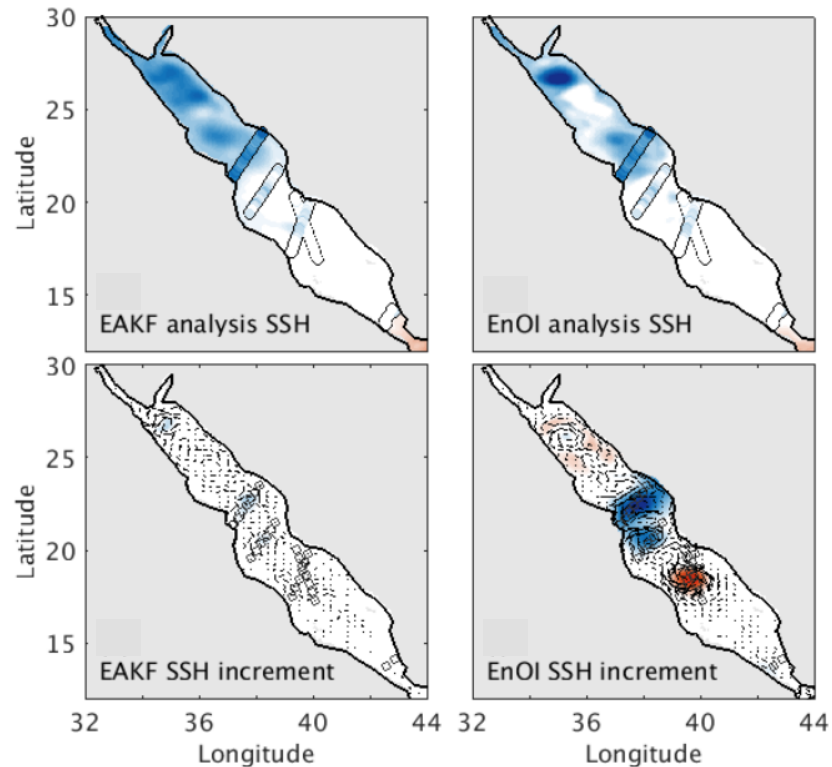 30
25
20
15
Latitude
EAKF analysis SSH
EnOI analysis SSH
30
25
20
15
Latitude
EAKF SSH increment
EnOI SSH increment
32 36 40 44 32 36 40 44
Longitude Longitude